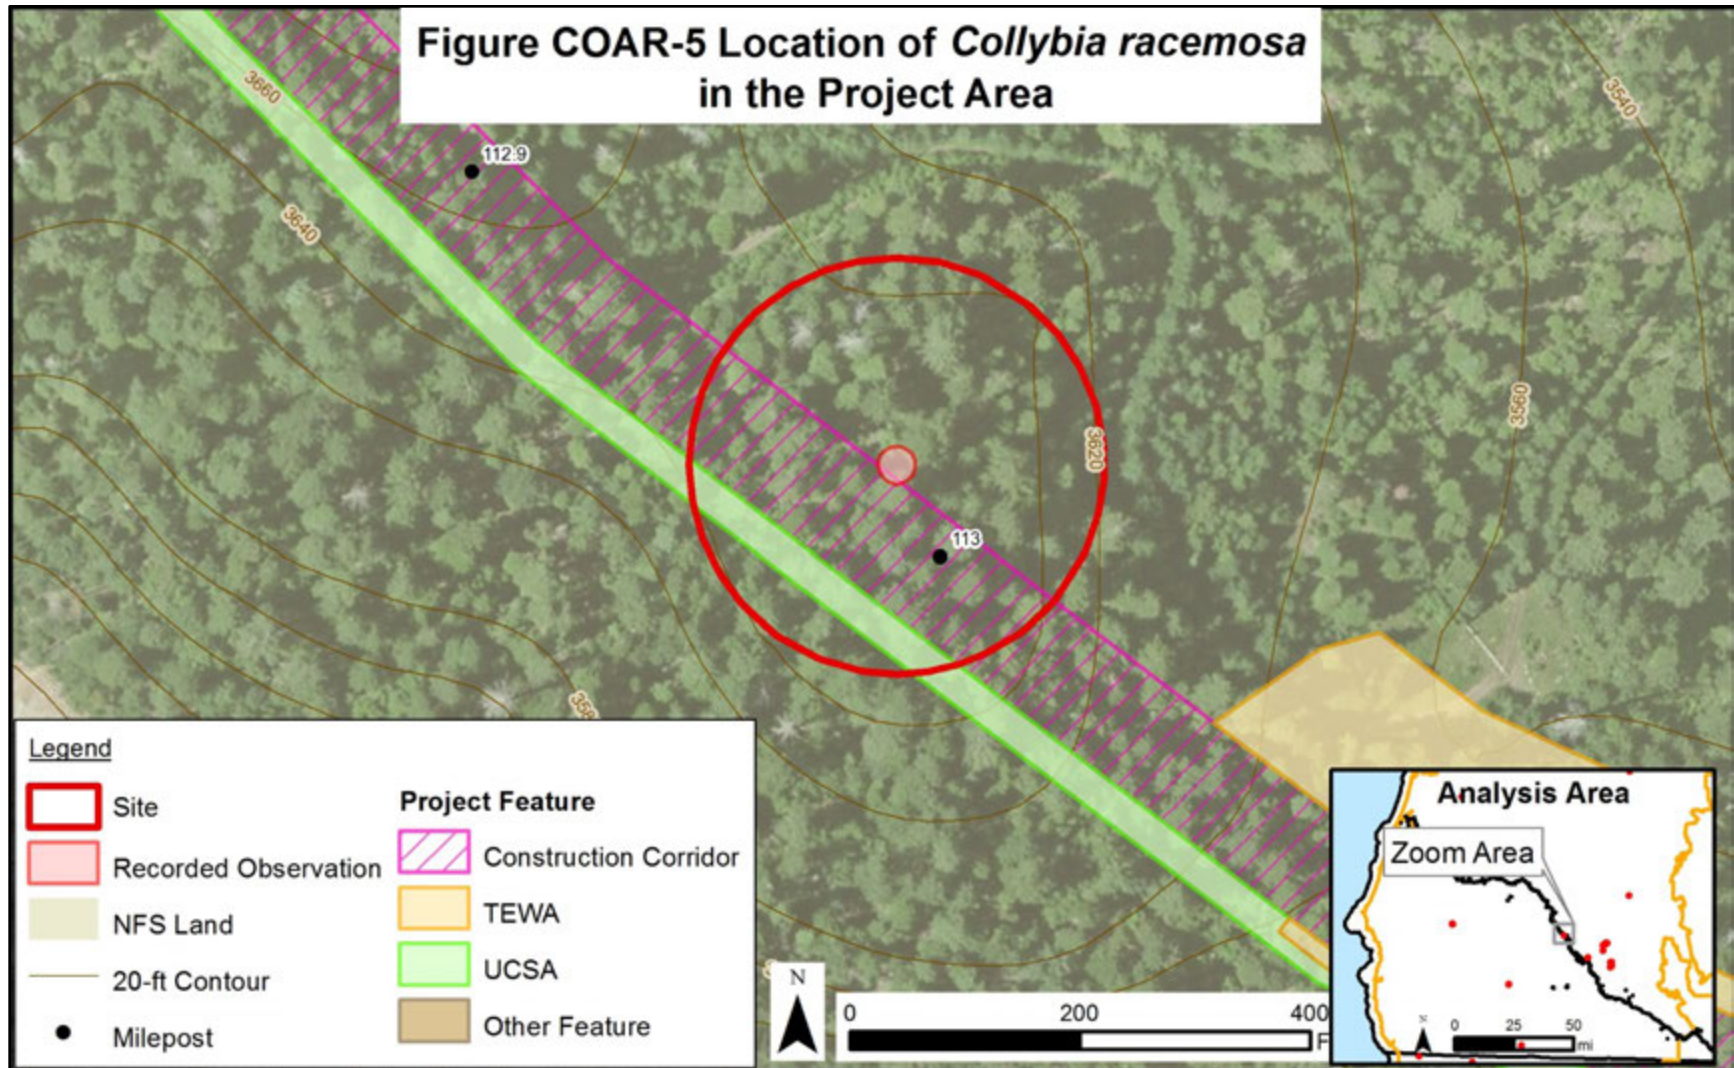 Figure COAR-5 Location of Collybia racemosa
in the Project Area
3660
3540
112.9
3640
3560
3620
113
Legend
Site
Recorded Observation
NFS Land
20-ft Contour
Milepost
Project Feature
Construction Corridor
TEWA
UCSA
Other Feature
N
0 200 400
F
Analysis Area
Zoom Area
N
0 25 50
mi